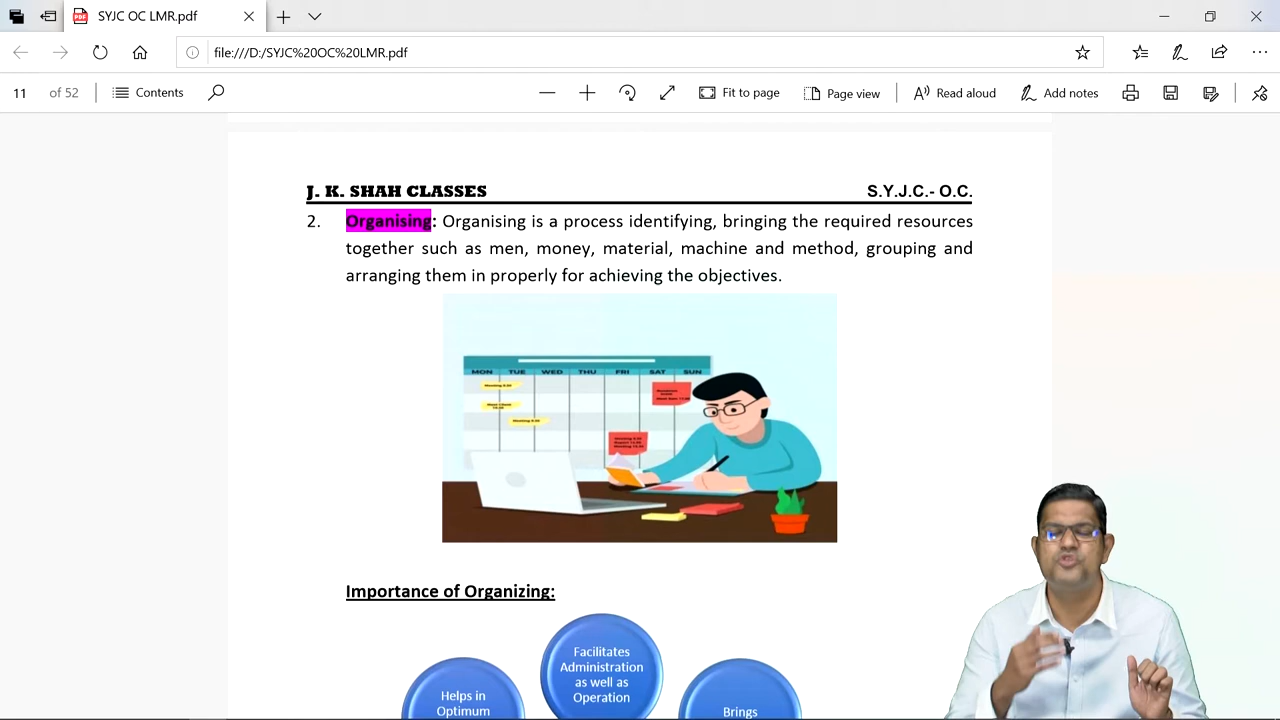 SYJC OC LMR.pdf
file:///D:/SYJC%20OC%20LMR.pdf
11 of 52 Contents Fit to page Page view Read aloud Add notes
J. K. SHAH CLASSES S.Y.J.C.- O.C.
2. Organising: Organising is a process identifying, bringing the required resources
together such as men, money, material, machine and method, grouping and
arranging them in properly for achieving the objectives.
MON TUE WED THU FRI SAT SUN
Importance of Organizing:
Facilitates
Administration
as well as
Operation
Helps in
Optimum
Brings